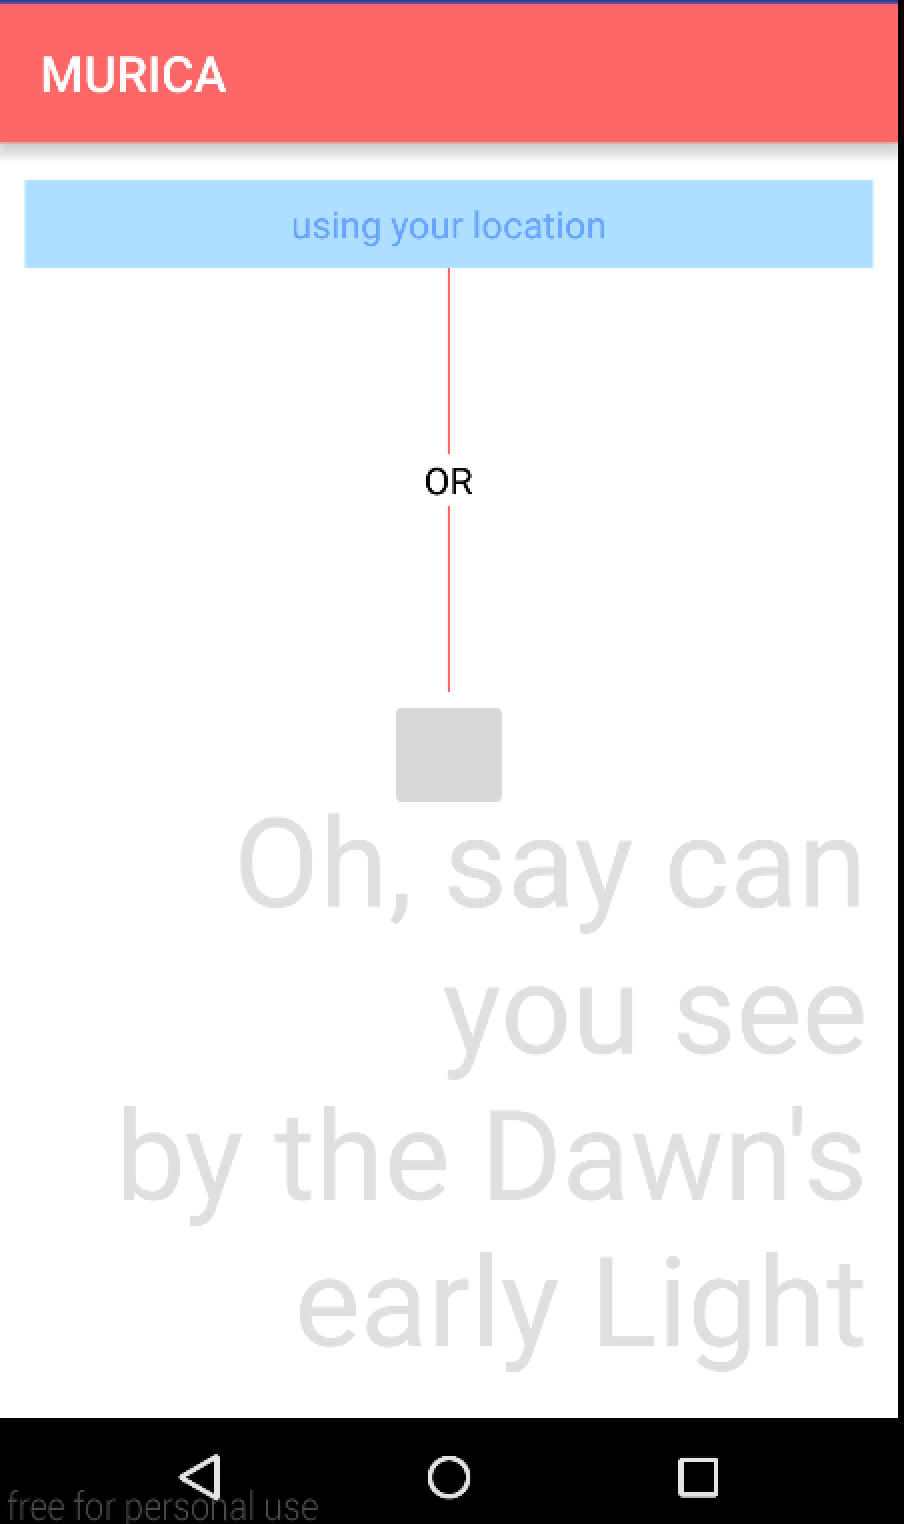 MURICA
using your location
OR
Oh, say can
you see
by the Dawn's
early Light
free for personal use